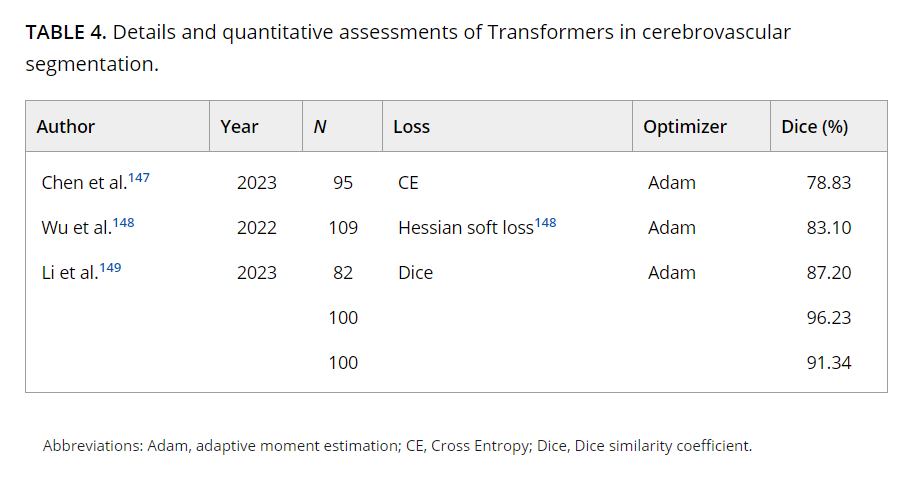 TABLE 4. Details and quantitative assessments of Transformers in cerebrovascular
segmentation.
Author Year N Loss Optimizer Dice (%)
Chen et al.147 2023 95 CE Adam 78.83
Wu et al.148 2022 109 Hessian soft loss148 Adam 83.10
Li et al.149 2023 82 Dice Adam 87.20
100 96.23
100 91.34
Abbreviations: Adam, adaptive moment estimation; CE, Cross Entropy; Dice, Dice similarity coefficient.